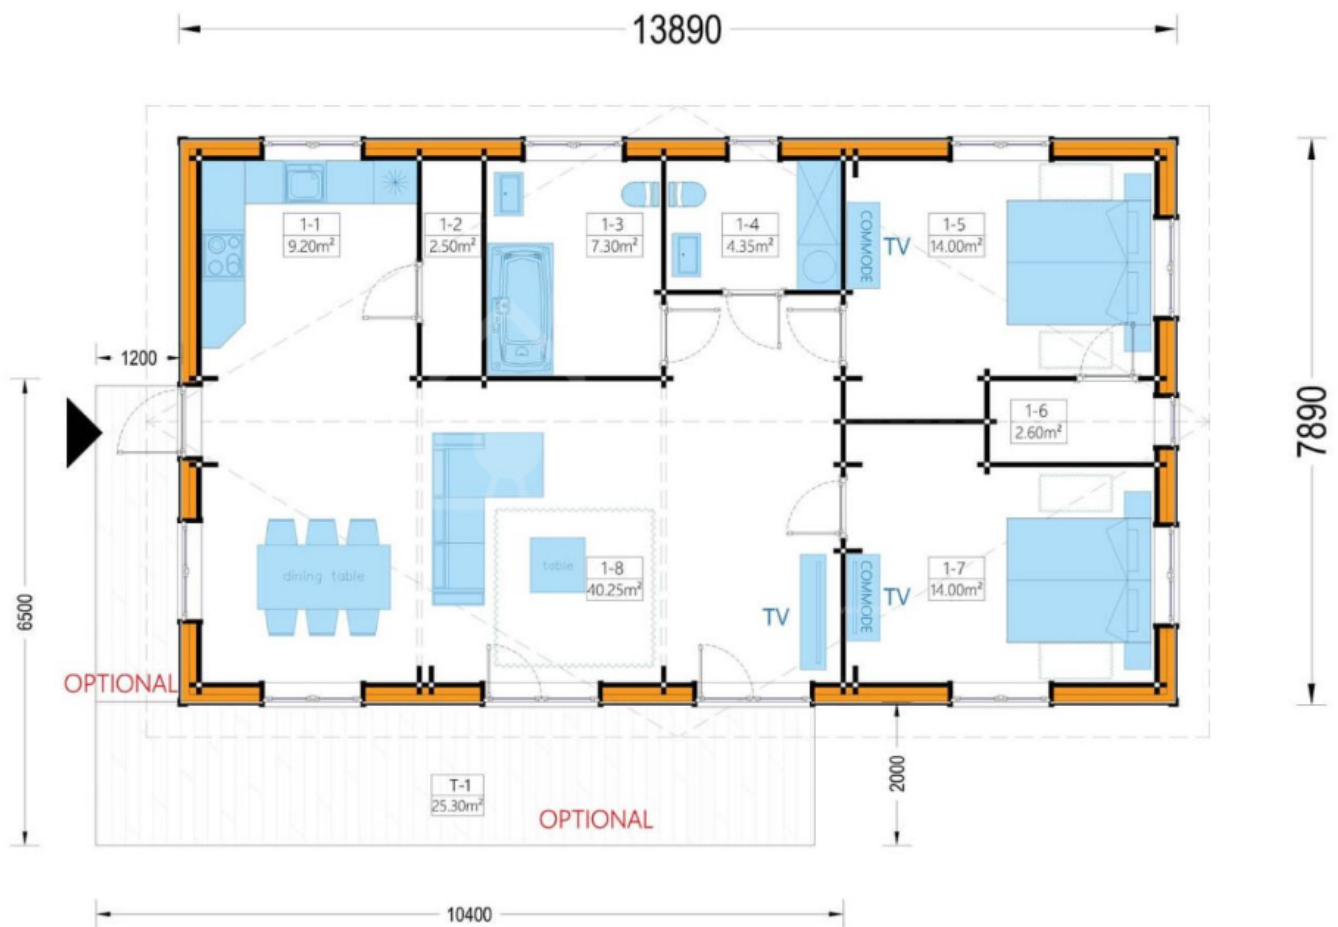 13890
1-1
9.20m²
1-2
2.50m²
1-3
7.30m²
1-4
4.35m²
COMMODE
TV
1-5
14.00m²
1200
7890
1-6
2.60m²
6500
dining table
table
1-8
40.25m²
TV
COMMODE
TV
1-7
14.00m²
OPTIONAL
T-1
25.30m²
OPTIONAL
2000
10400